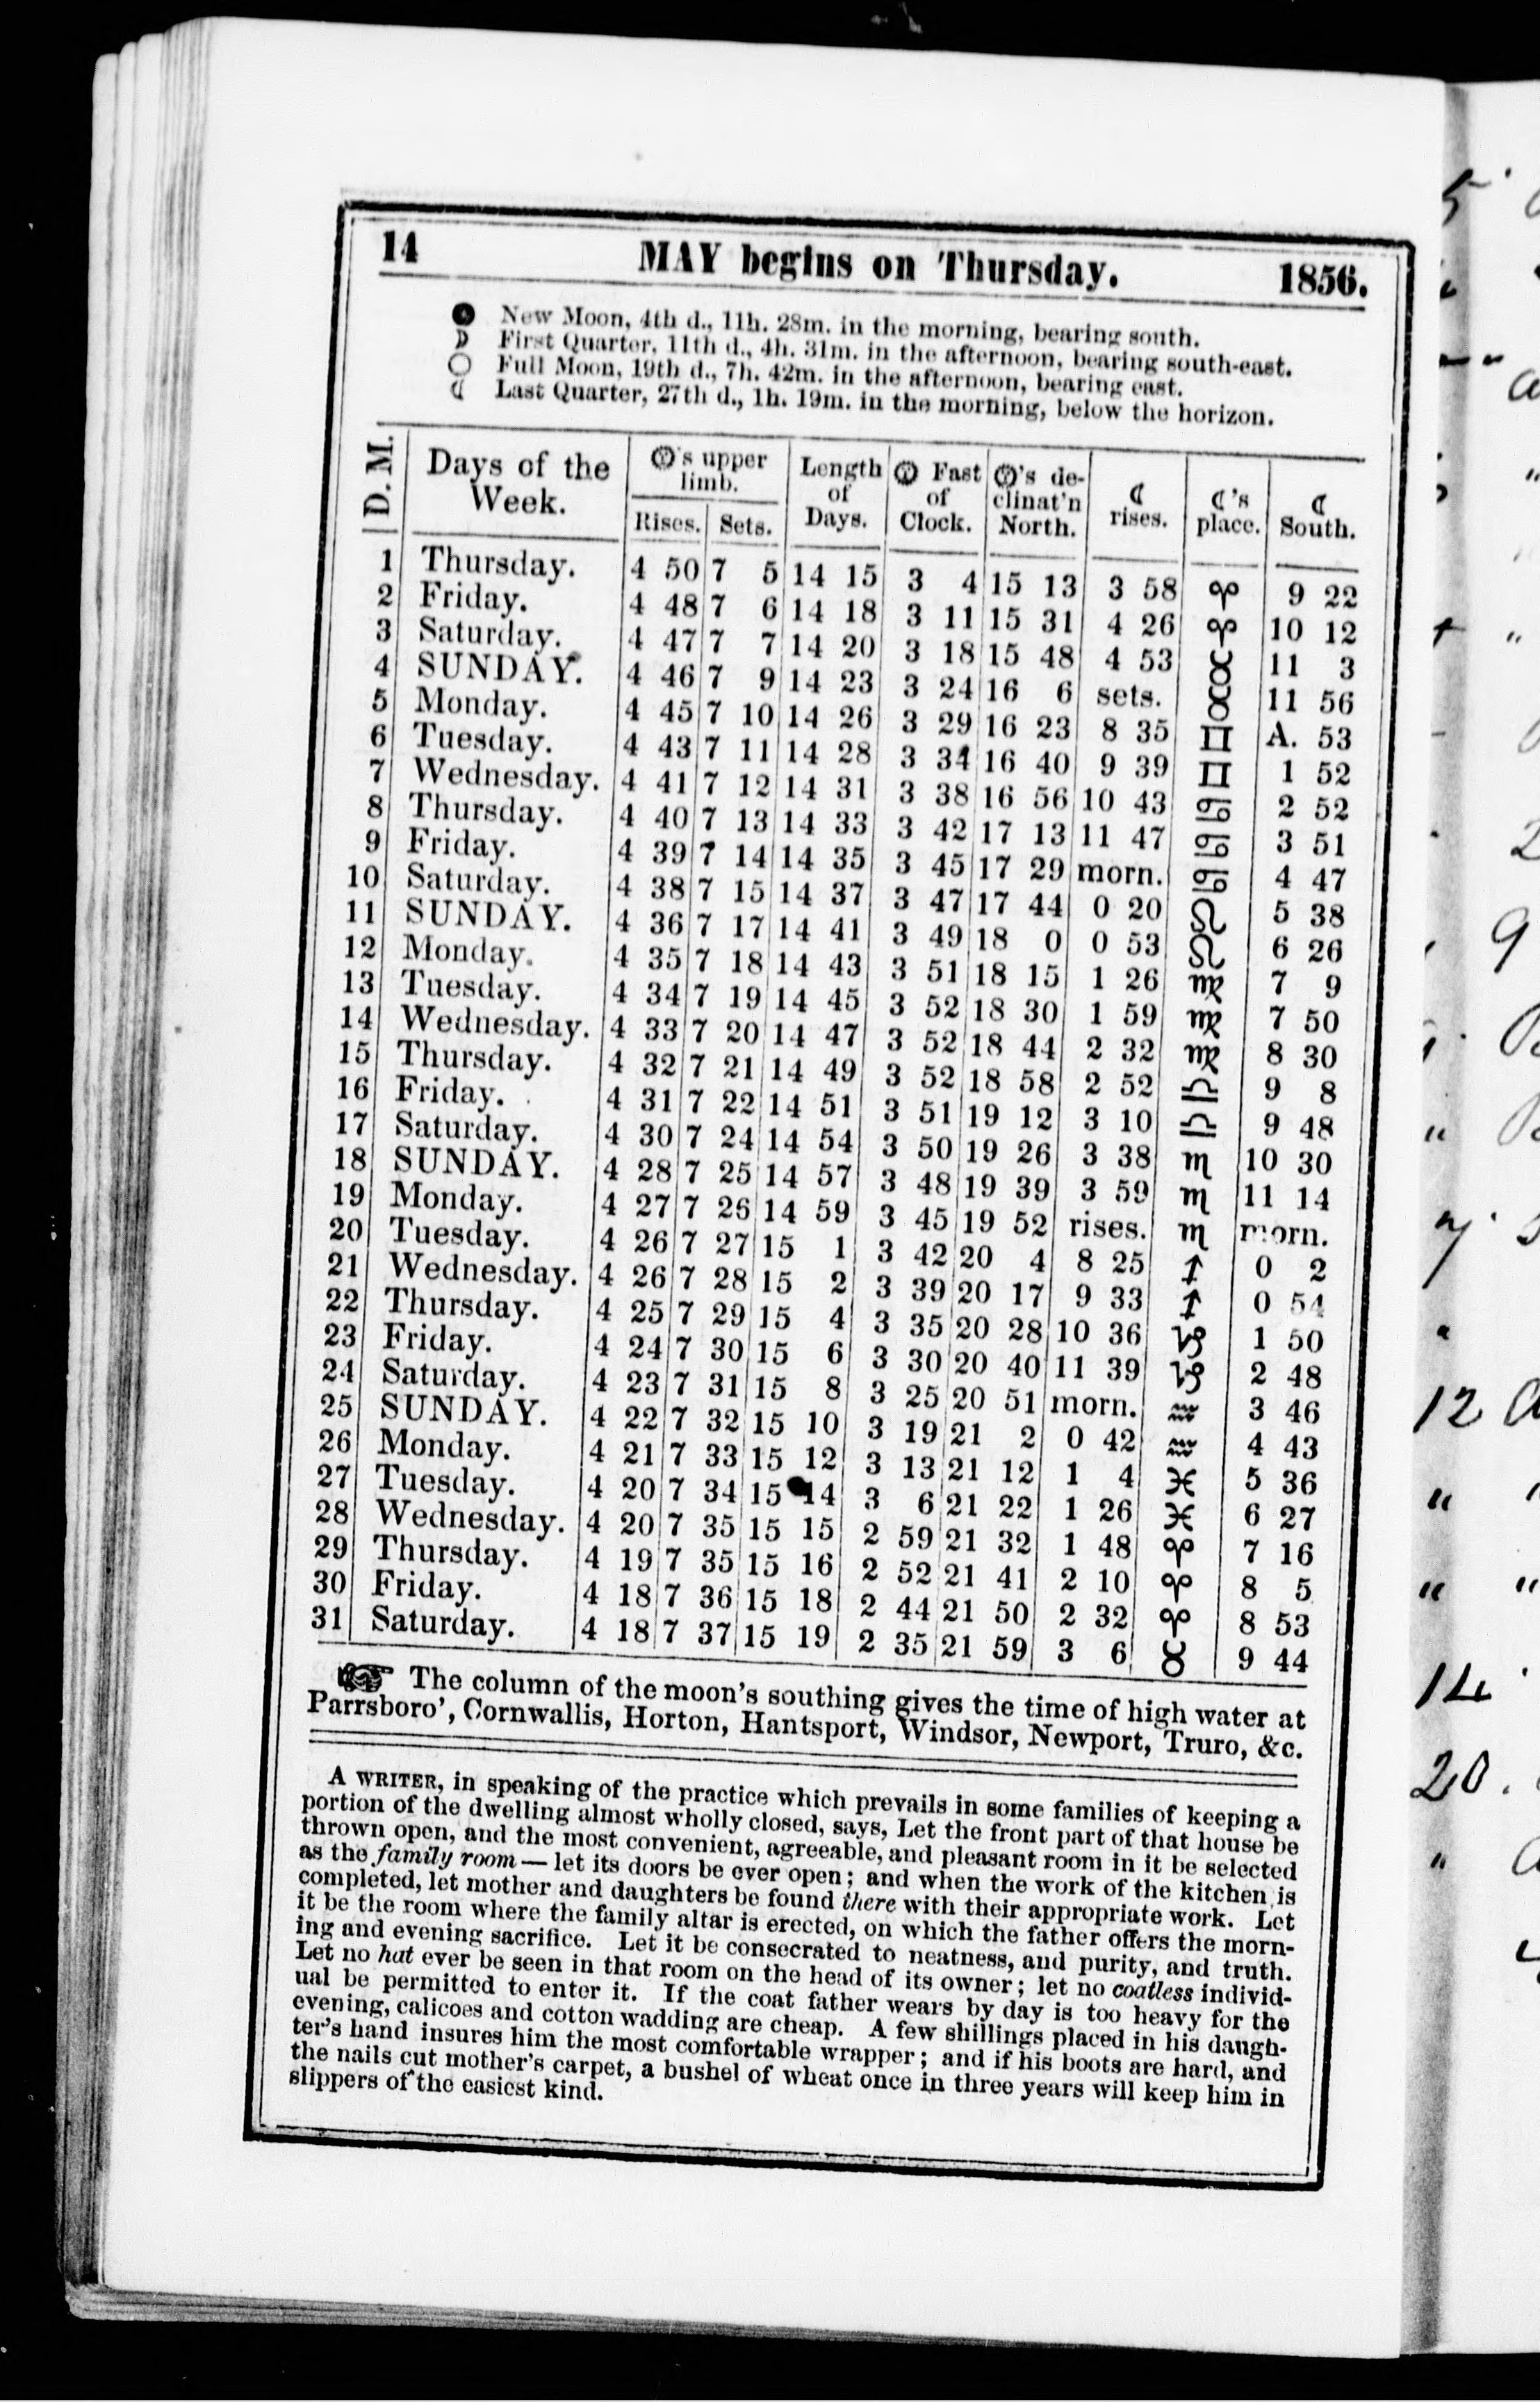 14 MAY begins on Thursday. 1856.
● New Moon, 4th d., 11h. 28m. in the morning, bearing south.
☽ First Quarter, 11th d., 4h. 31m. in the afternoon, bearing south-east.
○ Full Moon, 19th d., 7h. 42m. in the afternoon, bearing east.
☾ Last Quarter, 27th d., 1h. 19m. in the morning, below the horizon.
D. M. Days of the Week. ☉'s upper limb. Rises. Sets. Length of Days. ☉ Fast of Clock. ☉'s declinat'n North. ☾ rises. ☾'s place. ☾ South.
1 Thursday. 4 50 7 5 14 15 3 4 15 13 3 58 ♈ 9 22
2 Friday. 4 48 7 6 14 18 3 11 15 31 4 26 ♈ 10 12
3 Saturday. 4 47 7 7 14 20 3 18 15 48 4 53 ♉ 11 3
4 SUNDAY. 4 46 7 9 14 23 3 24 16 6 sets. ♉ 11 56
5 Monday. 4 45 7 10 14 26 3 29 16 23 8 35 ♊ A. 53
6 Tuesday. 4 43 7 11 14 28 3 34 16 40 9 39 ♊ 1 52
7 Wednesday. 4 41 7 12 14 31 3 38 16 56 10 43 ♋ 2 52
8 Thursday. 4 40 7 13 14 33 3 42 17 13 11 47 ♋ 3 51
9 Friday. 4 39 7 14 14 35 3 45 17 29 morn. ♋ 4 47
10 Saturday. 4 38 7 15 14 37 3 47 17 44 0 20 ♌ 5 38
11 SUNDAY. 4 36 7 17 14 41 3 49 18 0 0 53 ♌ 6 26
12 Monday. 4 35 7 18 14 43 3 51 18 15 1 26 ♍ 7 9
13 Tuesday. 4 34 7 19 14 45 3 52 18 30 1 59 ♍ 7 50
14 Wednesday. 4 33 7 20 14 47 3 52 18 44 2 32 ♍ 8 30
15 Thursday. 4 32 7 21 14 49 3 52 18 58 2 52 ♎ 9 8
16 Friday. 4 31 7 22 14 51 3 51 19 12 3 10 ♎ 9 48
17 Saturday. 4 30 7 24 14 54 3 50 19 26 3 38 ♏ 10 30
18 SUNDAY. 4 28 7 25 14 57 3 48 19 39 3 59 ♏ 11 14
19 Monday. 4 27 7 26 14 59 3 45 19 52 rises. ♏ morn.
20 Tuesday. 4 26 7 27 15 1 3 42 20 4 8 25 ♐ 0 2
21 Wednesday. 4 26 7 28 15 2 3 39 20 17 9 33 ♐ 0 54
22 Thursday. 4 25 7 29 15 4 3 35 20 28 10 36 ♑ 1 50
23 Friday. 4 24 7 30 15 6 3 30 20 40 11 39 ♑ 2 48
24 Saturday. 4 23 7 31 15 8 3 25 20 51 morn. ♒ 3 46
25 SUNDAY. 4 22 7 32 15 10 3 19 21 2 0 42 ♒ 4 43
26 Monday. 4 21 7 33 15 12 3 13 21 12 1 4 ♓ 5 36
27 Tuesday. 4 20 7 34 15 14 3 6 21 22 1 26 ♓ 6 27
28 Wednesday. 4 20 7 35 15 15 2 59 21 32 1 48 ♈ 7 16
29 Thursday. 4 19 7 35 15 16 2 52 21 41 2 10 ♈ 8 5
30 Friday. 4 18 7 36 15 18 2 44 21 50 2 32 ♈ 8 53
31 Saturday. 4 18 7 37 15 19 2 35 21 59 3 6 ♉ 9 44
☞ The column of the moon's southing gives the time of high water at
Parrsboro', Cornwallis, Horton, Hantsport, Windsor, Newport, Truro, &c.
A WRITER, in speaking of the practice which prevails in some families of keeping a
portion of the dwelling almost wholly closed, says, Let the front part of that house be
thrown open, and the most convenient, agreeable, and pleasant room in it be selected
as the family room — let its doors be ever open; and when the work of the kitchen is
completed, let mother and daughters be found there with their appropriate work. Let
it be the room where the family altar is erected, on which the father offers the morn-
ing and evening sacrifice. Let it be consecrated to neatness, and purity, and truth.
Let no hat ever be seen in that room on the head of its owner; let no coatless individ-
ual be permitted to enter it. If the coat father wears by day is too heavy for the
evening, calicoes and cotton wadding are cheap. A few shillings placed in his daugh-
ter's hand insures him the most comfortable wrapper; and if his boots are hard, and
the nails cut mother's carpet, a bushel of wheat once in three years will keep him in
slippers of the easiest kind.
12
14
20